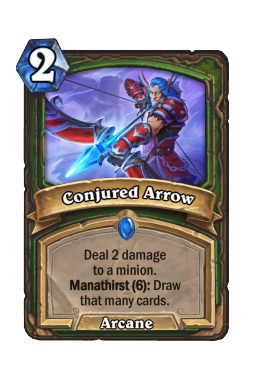 2
Conjured Arrow
Deal 2 damage
to a minion.
Manathirst (6): Draw
that many cards.
Arcane